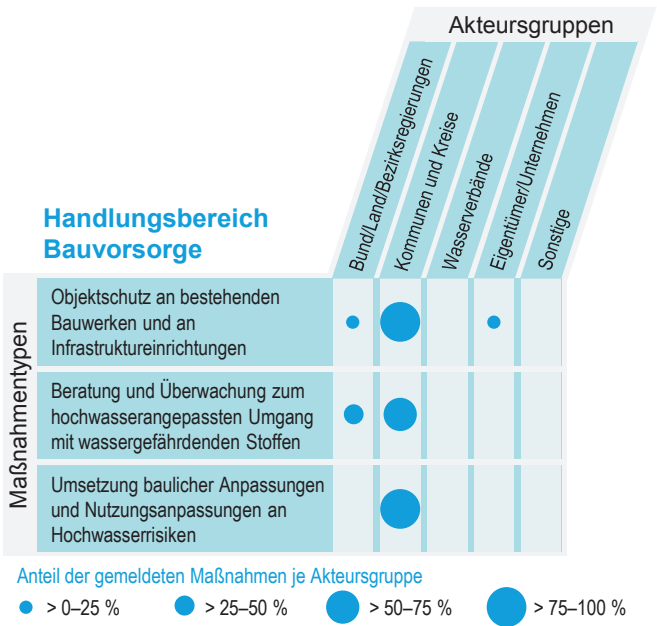 Akteursgruppen
Bund/Land/Bezirksregierungen
Kommunen und Kreise
Wasserverbände
Eigentümer/Unternehmen
Sonstige
Handlungsbereich
Bauvorsorge
Maßnahmentypen
Objektschutz an bestehenden
Bauwerken und an
Infrastruktureinrichtungen
Beratung und Überwachung zum
hochwasserangepassten Umgang
mit wassergefährdenden Stoffen
Umsetzung baulicher Anpassungen
und Nutzungsanpassungen an
Hochwasserrisiken
Anteil der gemeldeten Maßnahmen je Akteursgruppe
> 0–25 % > 25–50 % > 50–75 % > 75–100 %